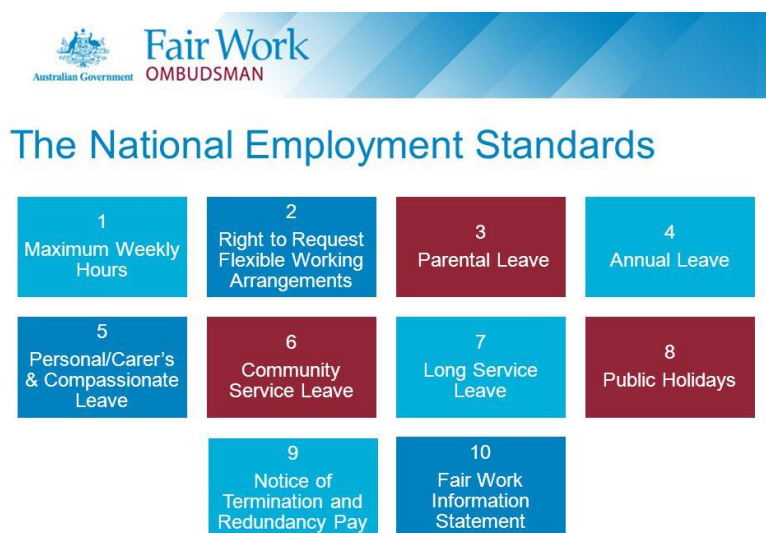 Fair Work
Australian Government OMBUDSMAN
The National Employment Standards
1
Maximum Weekly
Hours
2
Right to Request
Flexible Working
Arrangements
3
Parental Leave
4
Annual Leave
5
Personal/Carer's
& Compassionate
Leave
6
Community
Service Leave
7
Long Service
Leave
8
Public Holidays
9
Notice of
Termination and
Redundancy Pay
10
Fair Work
Information
Statement